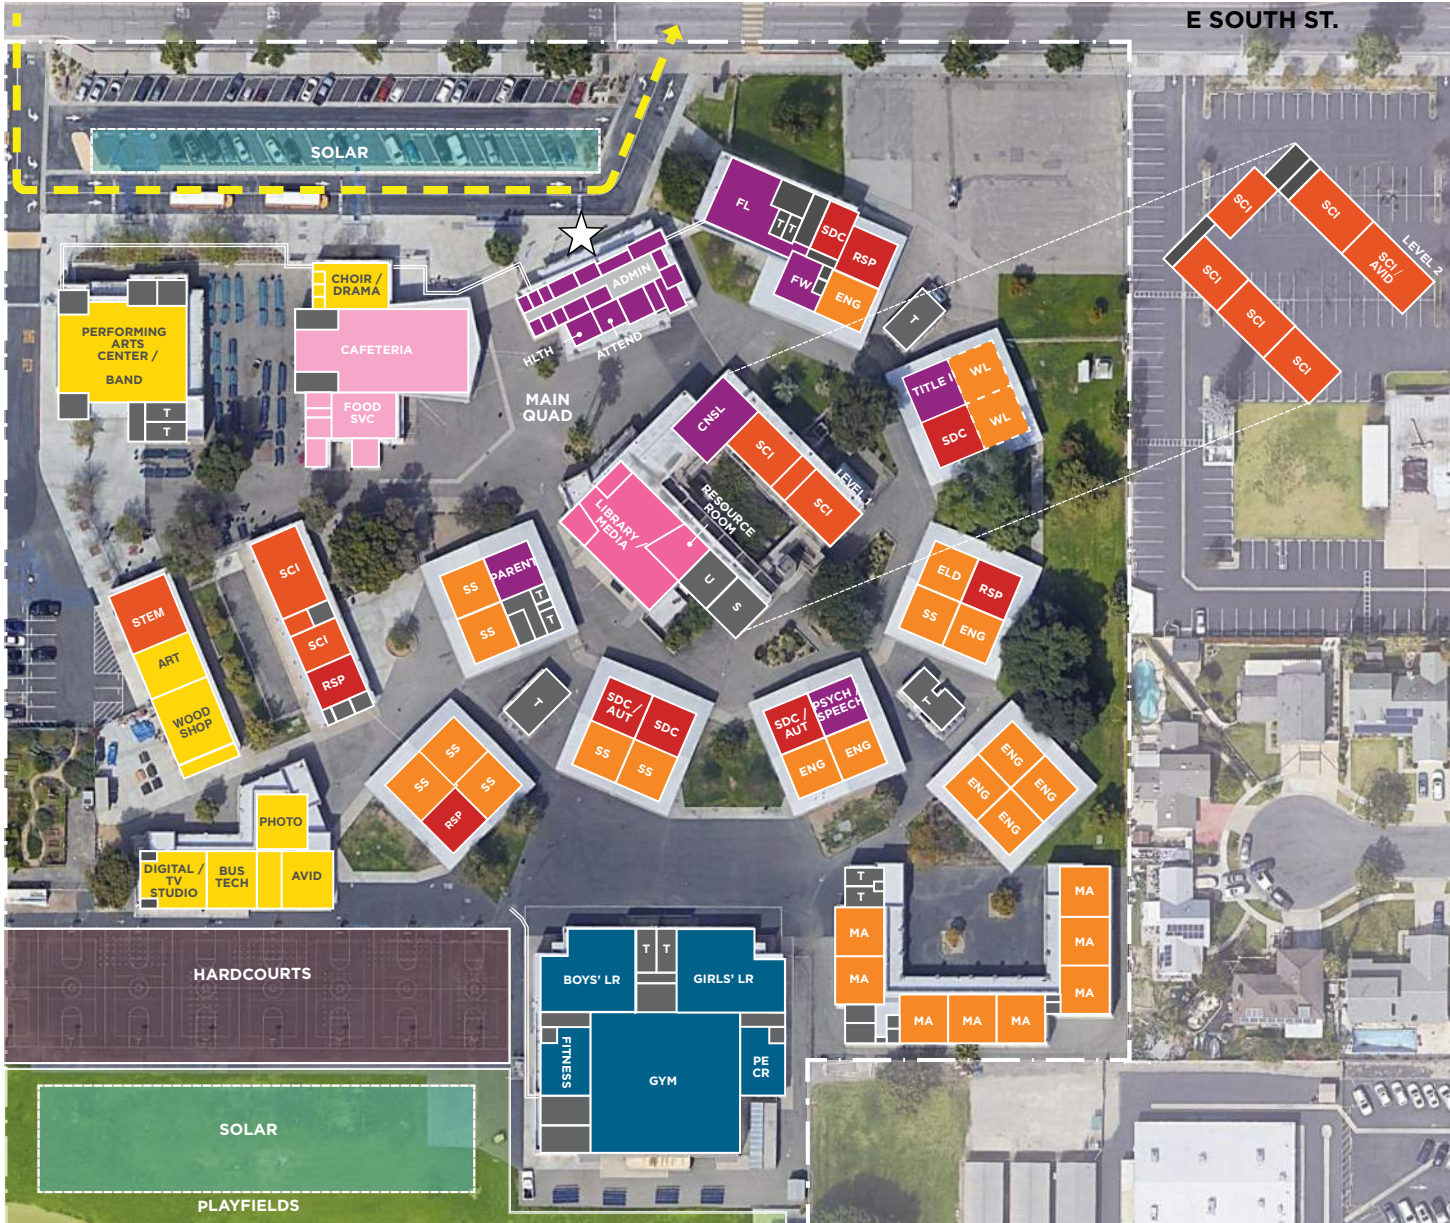 E SOUTH ST.
SOLAR
FL
T
T
SDC
RSP
FW
ENG
ADMIN
HLTH
ATTEND
T
CHOIR /
DRAMA
PERFORMING
ARTS
CENTER /
BAND
T
T
CAFETERIA
FOOD
SVC
MAIN
QUAD
SCI
SCI
SCI /
AVID
LEVEL 2
SCI
SCI
SCI
TITLE I
WL
WL
SDC
CNSL
SCI
SCI
LEVEL 1
RESOURCE
ROOM
LIBRARY /
MEDIA
U
S
SCI
SCI
RSP
STEM
ART
WOOD
SHOP
SS
PARENT
SS
T
T
T
ELD
RSP
SS
ENG
T
SDC /
AUT
SDC
SS
SS
SDC /
AUT
PSYCH /
SPEECH
ENG
ENG
T
SS
SS
SS
RSP
ENG
ENG
ENG
ENG
PHOTO
DIGITAL /
TV
STUDIO
BUS
TECH
AVID
T
T
MA
MA
MA
MA
MA
MA
MA
MA
HARDCOURTS
BOYS' LR
T
T
GIRLS' LR
FITNESS
GYM
PE
CR
SOLAR
PLAYFIELDS